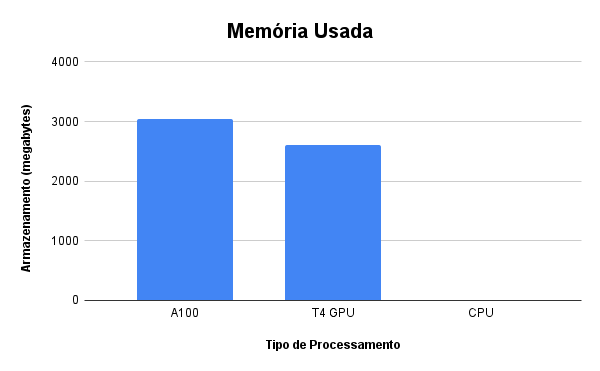 Memória Usada
4000
3000
2000
1000
0
Armazenamento (megabytes)
A100 T4 GPU CPU
Tipo de Processamento